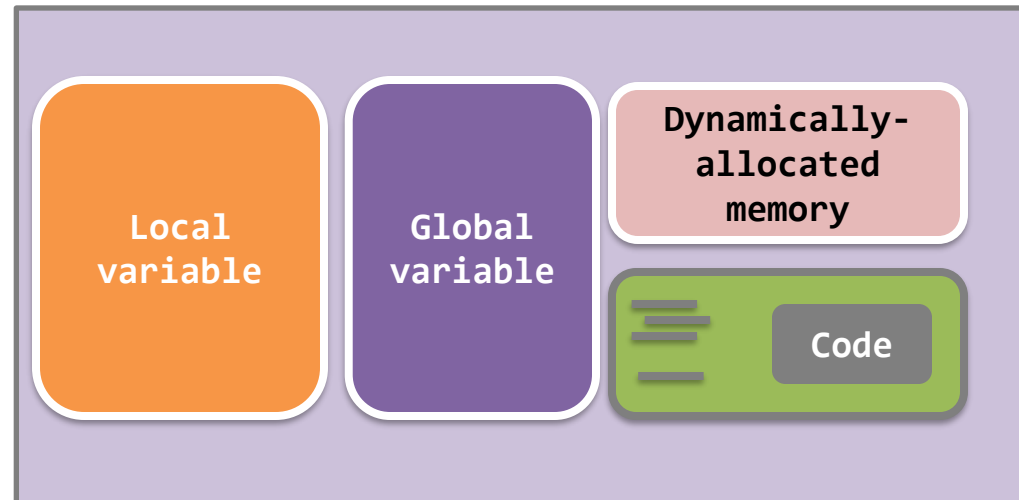 Local
variable
Global
variable
Dynamically-
allocated
memory
Code